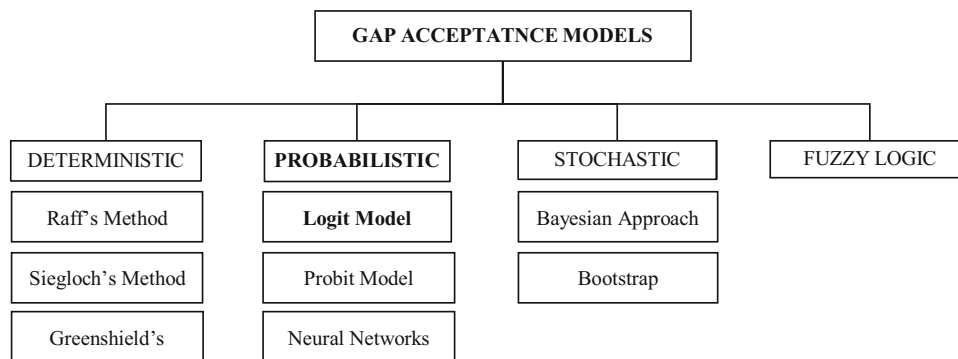 GAP ACCEPTATNCE MODELS
DETERMINISTIC
PROBABILISTIC
STOCHASTIC
FUZZY LOGIC
Raff's Method
Logit Model
Bayesian Approach
Siegloch's Method
Probit Model
Bootstrap
Greenshield's
Neural Networks